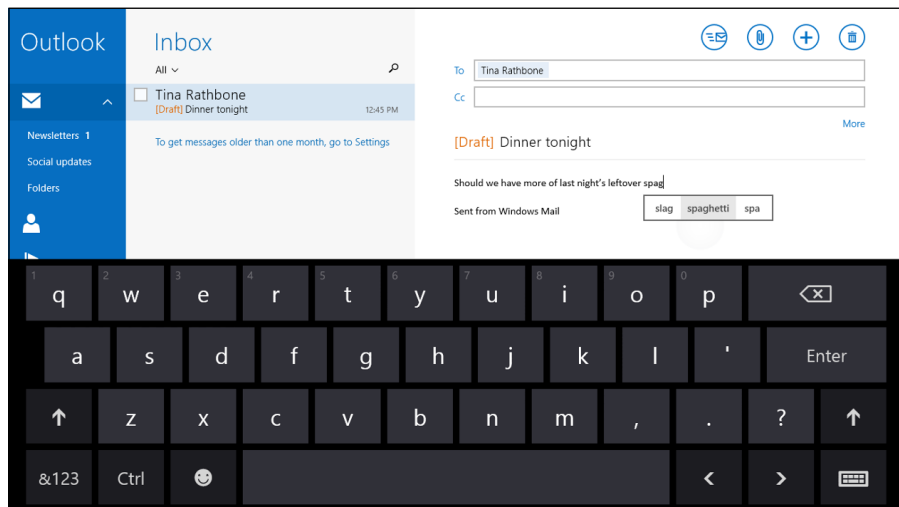 Outlook
Newsletters 1
Social updates
Folders
Inbox
All
Tina Rathbone
[Draft] Dinner tonight
12:45 PM
To get messages older than one month, go to Settings
To Tina Rathbone
Cc
More
[Draft] Dinner tonight
Should we have more of last night's leftover spag
Sent from Windows Mail
slag spaghetti spa
1 2 3 4 5 6 7 8 9 0
q w e r t y u i o p
a s d f g h j k l ' Enter
z x c v b n m , . ?
&123 Ctrl < >